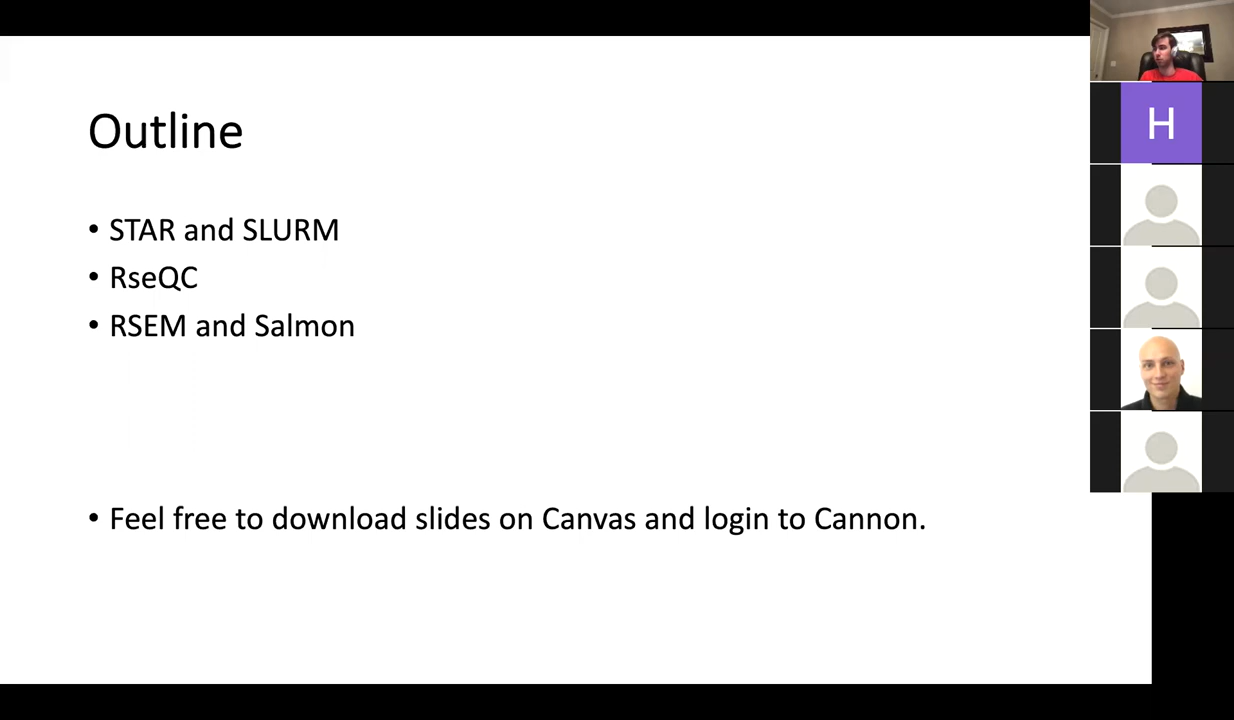 Outline
• STAR and SLURM
• RseQC
• RSEM and Salmon
• Feel free to download slides on Canvas and login to Cannon.
H